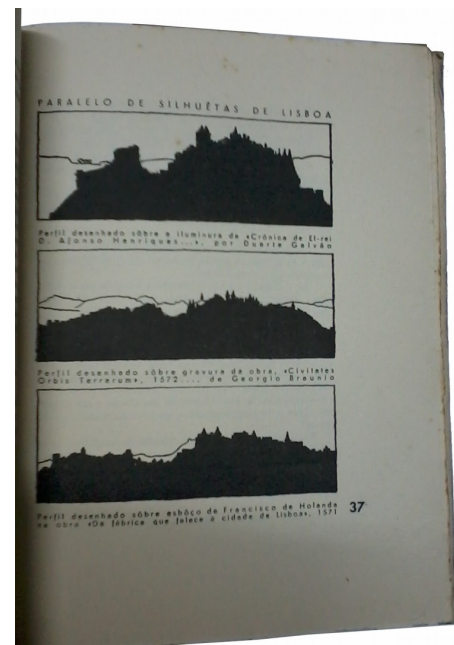 PARALELO DE SILHUÊTAS DE LISBOA
Perfil desenhado sôbre a iluminura da «Crónica de El-rei
D. Afonso Henriques...», por Duarte Galvão
Perfil desenhado sôbre gravura da obra, «Civitates
Orbis Terrarum», 1572.... de Georgio Braunio
Perfil desenhado sôbre esbôço de Francisco de Holanda
na obra «Da fábrica que falece à cidade de Lisboa», 1571
37